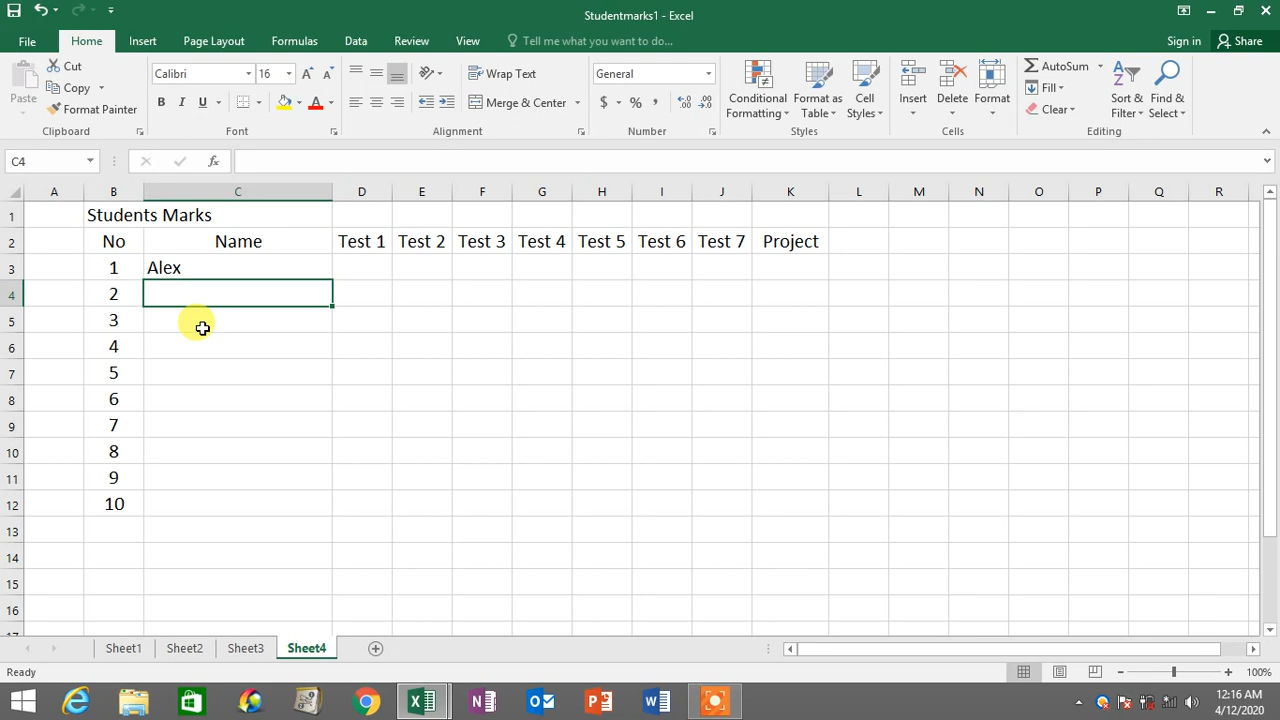 Studentmarks1 - Excel
File Home Insert Page Layout Formulas Data Review View Tell me what you want to do... Sign in Share
Cut
Copy
Format Painter
Paste
Clipboard
Calibri 16
B I U
Font
Wrap Text
Merge & Center
Alignment
General
$ % ,
Number
Conditional Formatting
Format as Table
Cell Styles
Styles
Insert
Delete
Format
Cells
AutoSum
Fill
Clear
Sort & Filter
Find & Select
Editing
C4 fx
A B C D E F G H I J K L M N O P Q R
1 Students Marks
2 No Name Test 1 Test 2 Test 3 Test 4 Test 5 Test 6 Test 7 Project
3 1 Alex
4 2
5 3
6 4
7 5
8 6
9 7
10 8
11 9
12 10
13
14
15
16
17
Sheet1 Sheet2 Sheet3 Sheet4
Ready 100%
12:16 AM
4/12/2020